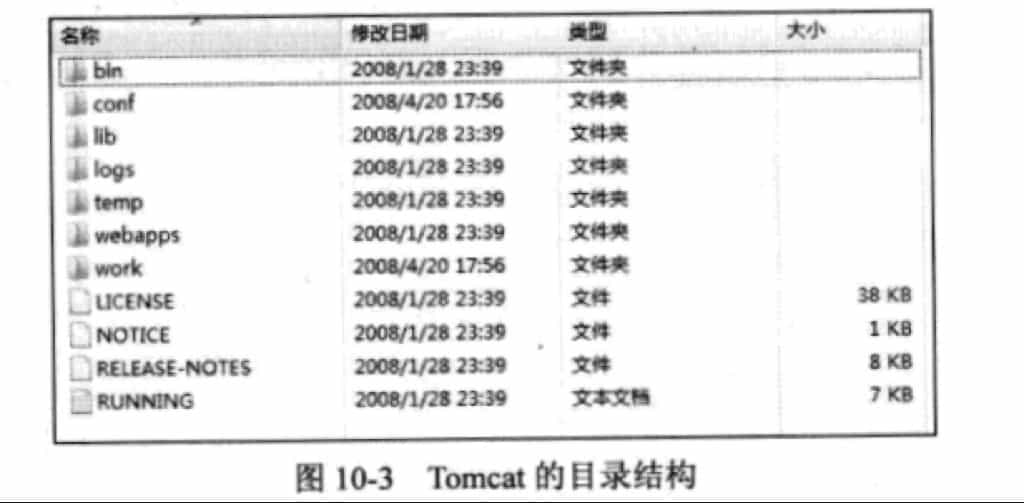 名称 修改日期 类型 大小
bin 2008/1/28 23:39 文件夹
conf 2008/4/20 17:56 文件夹
lib 2008/1/28 23:39 文件夹
logs 2008/1/28 23:39 文件夹
temp 2008/1/28 23:39 文件夹
webapps 2008/1/28 23:39 文件夹
work 2008/4/20 17:56 文件夹
LICENSE 2008/1/28 23:39 文件 38 KB
NOTICE 2008/1/28 23:39 文件 1 KB
RELEASE-NOTES 2008/1/28 23:39 文件 8 KB
RUNNING 2008/1/28 23:39 文本文档 7 KB
图 10-3 Tomcat 的目录结构